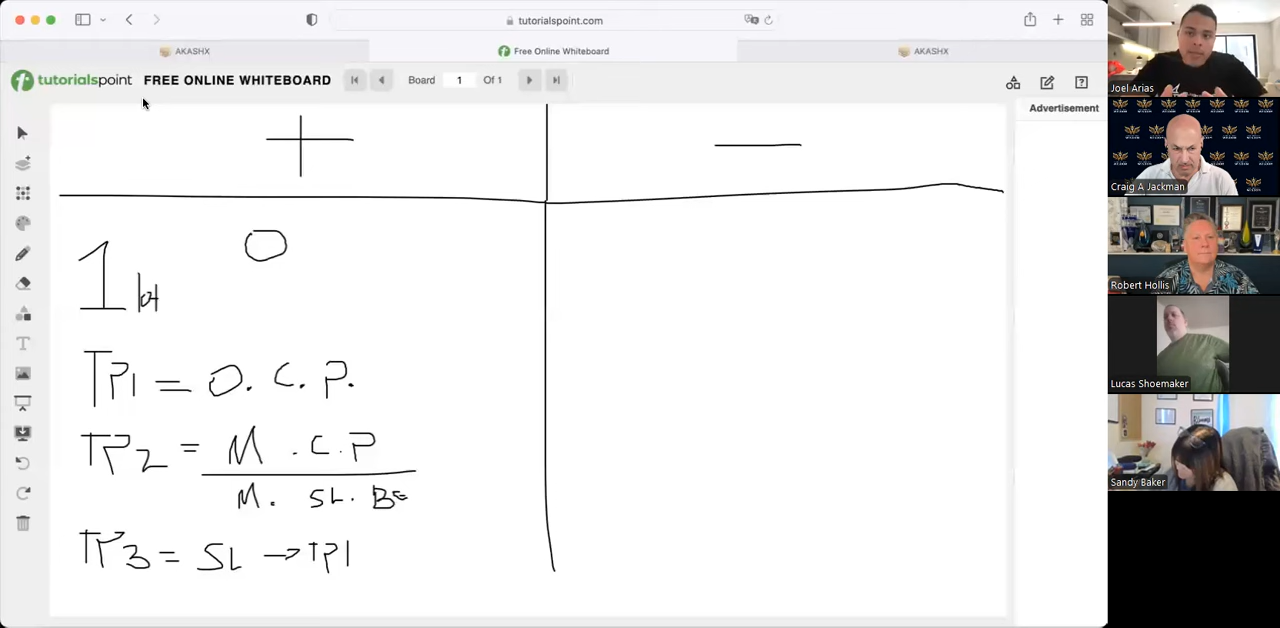 tutorialspoint.com
AKASHX
Free Online Whiteboard
AKASHX
tutorialspoint FREE ONLINE WHITEBOARD Board 1 Of 1
Advertisement
+ —
O
1 lot
TP1 = O. C. P.
TP2 = M . C. P
M. SL. BE
TP3 = SL → TP1
Joel Arias
Craig A Jackman
Robert Hollis
Lucas Shoemaker
Sandy Baker